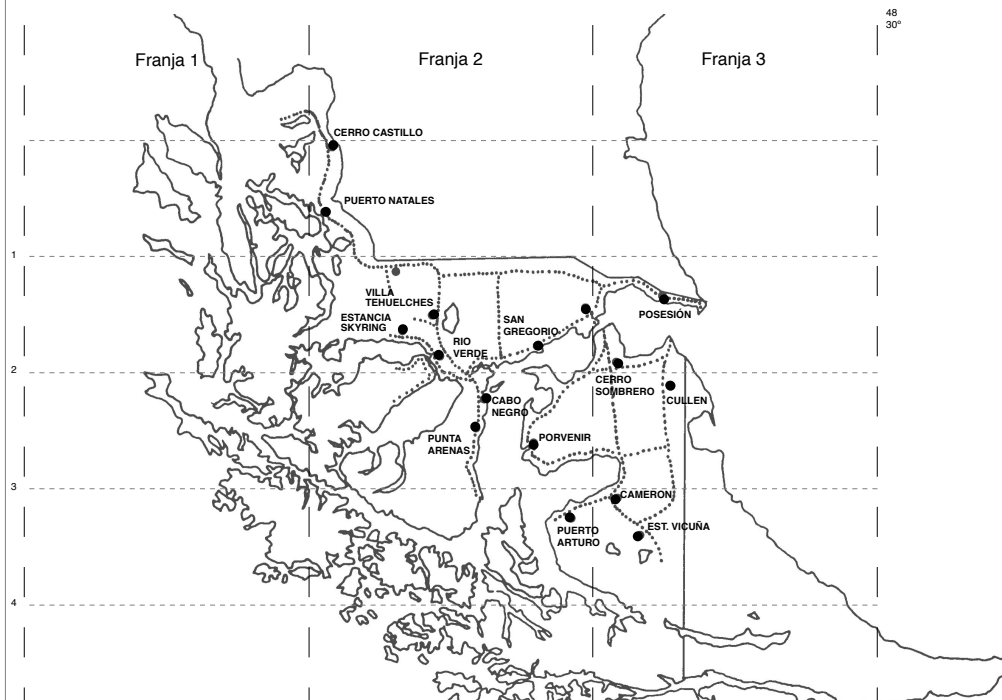 48
30º
Franja 1
Franja 2
Franja 3
CERRO CASTILLO
PUERTO NATALES
1
VILLA
TEHUELCHES
ESTANCIA
SKYRING
SAN
GREGORIO
POSESIÓN
RIO
VERDE
2
CERRO
SOMBRERO
CULLEN
CABO
NEGRO
PUNTA
ARENAS
PORVENIR
3
CAMERON
PUERTO
ARTURO
EST. VICUÑA
4